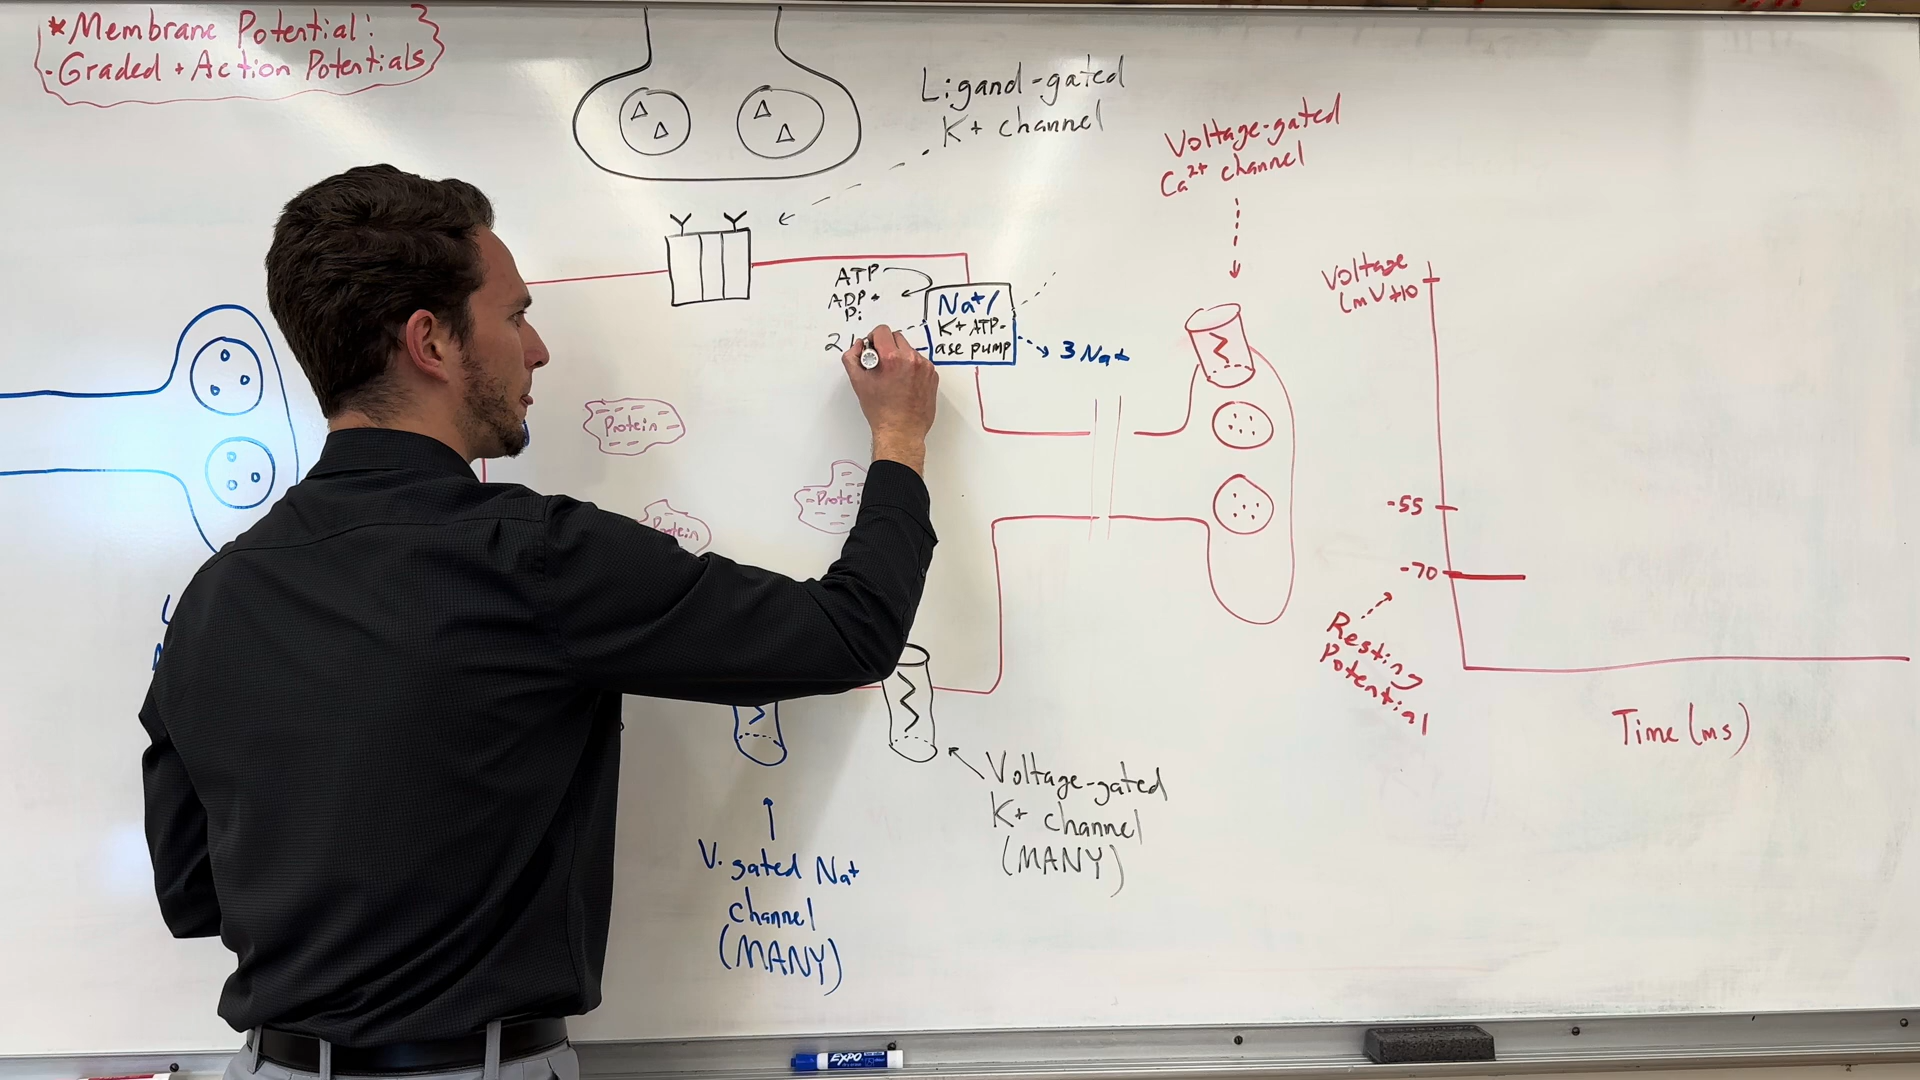 *Membrane Potential:
-Graded + Action Potentials
Ligand-gated
K+ channel
Voltage-gated
Ca²⁺ channel
ATP
ADP +
Pi
Na+/
K+ ATP-
ase pump
2
3 Na+
Protein
Protein
Voltage
(mV)
+10
-55
-70
Resting
Potential
Time (ms)
Voltage-gated
K+ channel
(MANY)
V. gated Na+
channel
(MANY)
EXPO